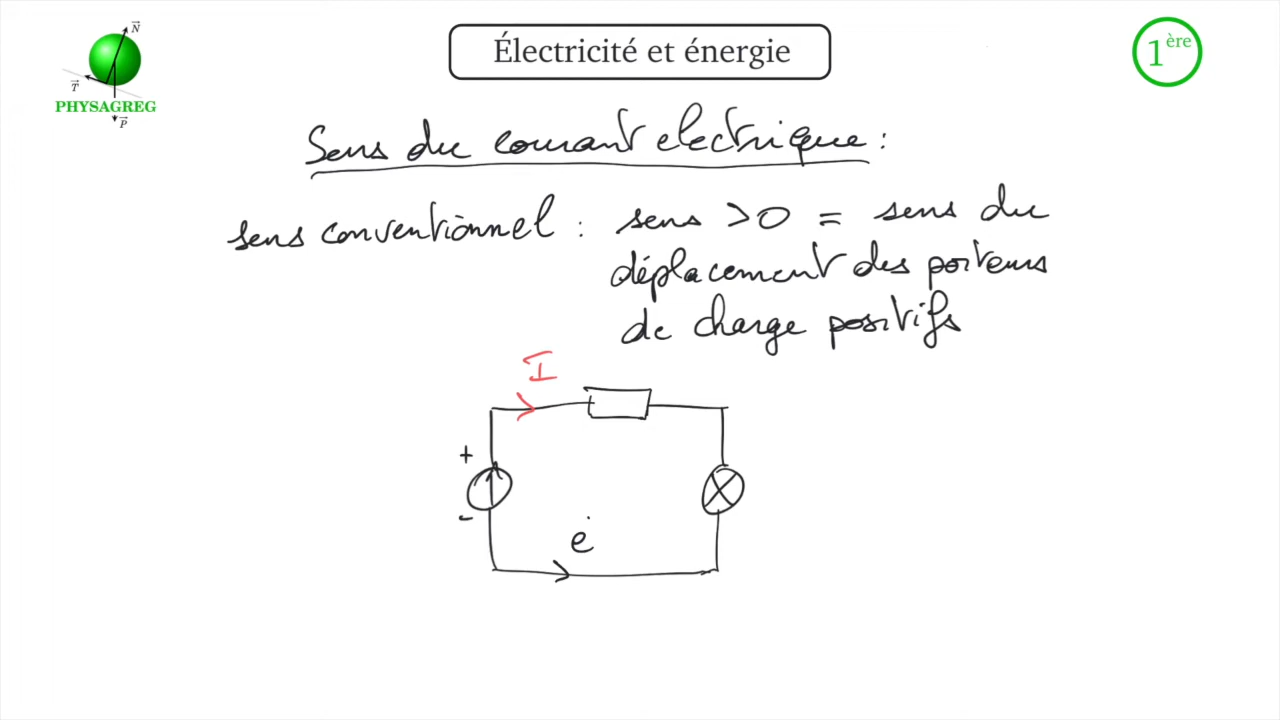 N
T
PHYSAGREG
P
Électricité et énergie
1ère
Sens du courant electrique :
sens conventionnel : sens >0 = sens du
déplacement des porteurs
de charge positifs
I
+
-
e-